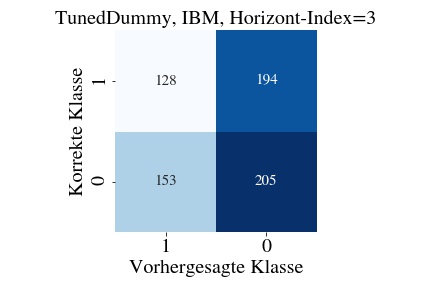 TunedDummy, IBM, Horizont-Index=3
Korrekte Klasse
1
128
194
0
153
205
1
0
Vorhergesagte Klasse